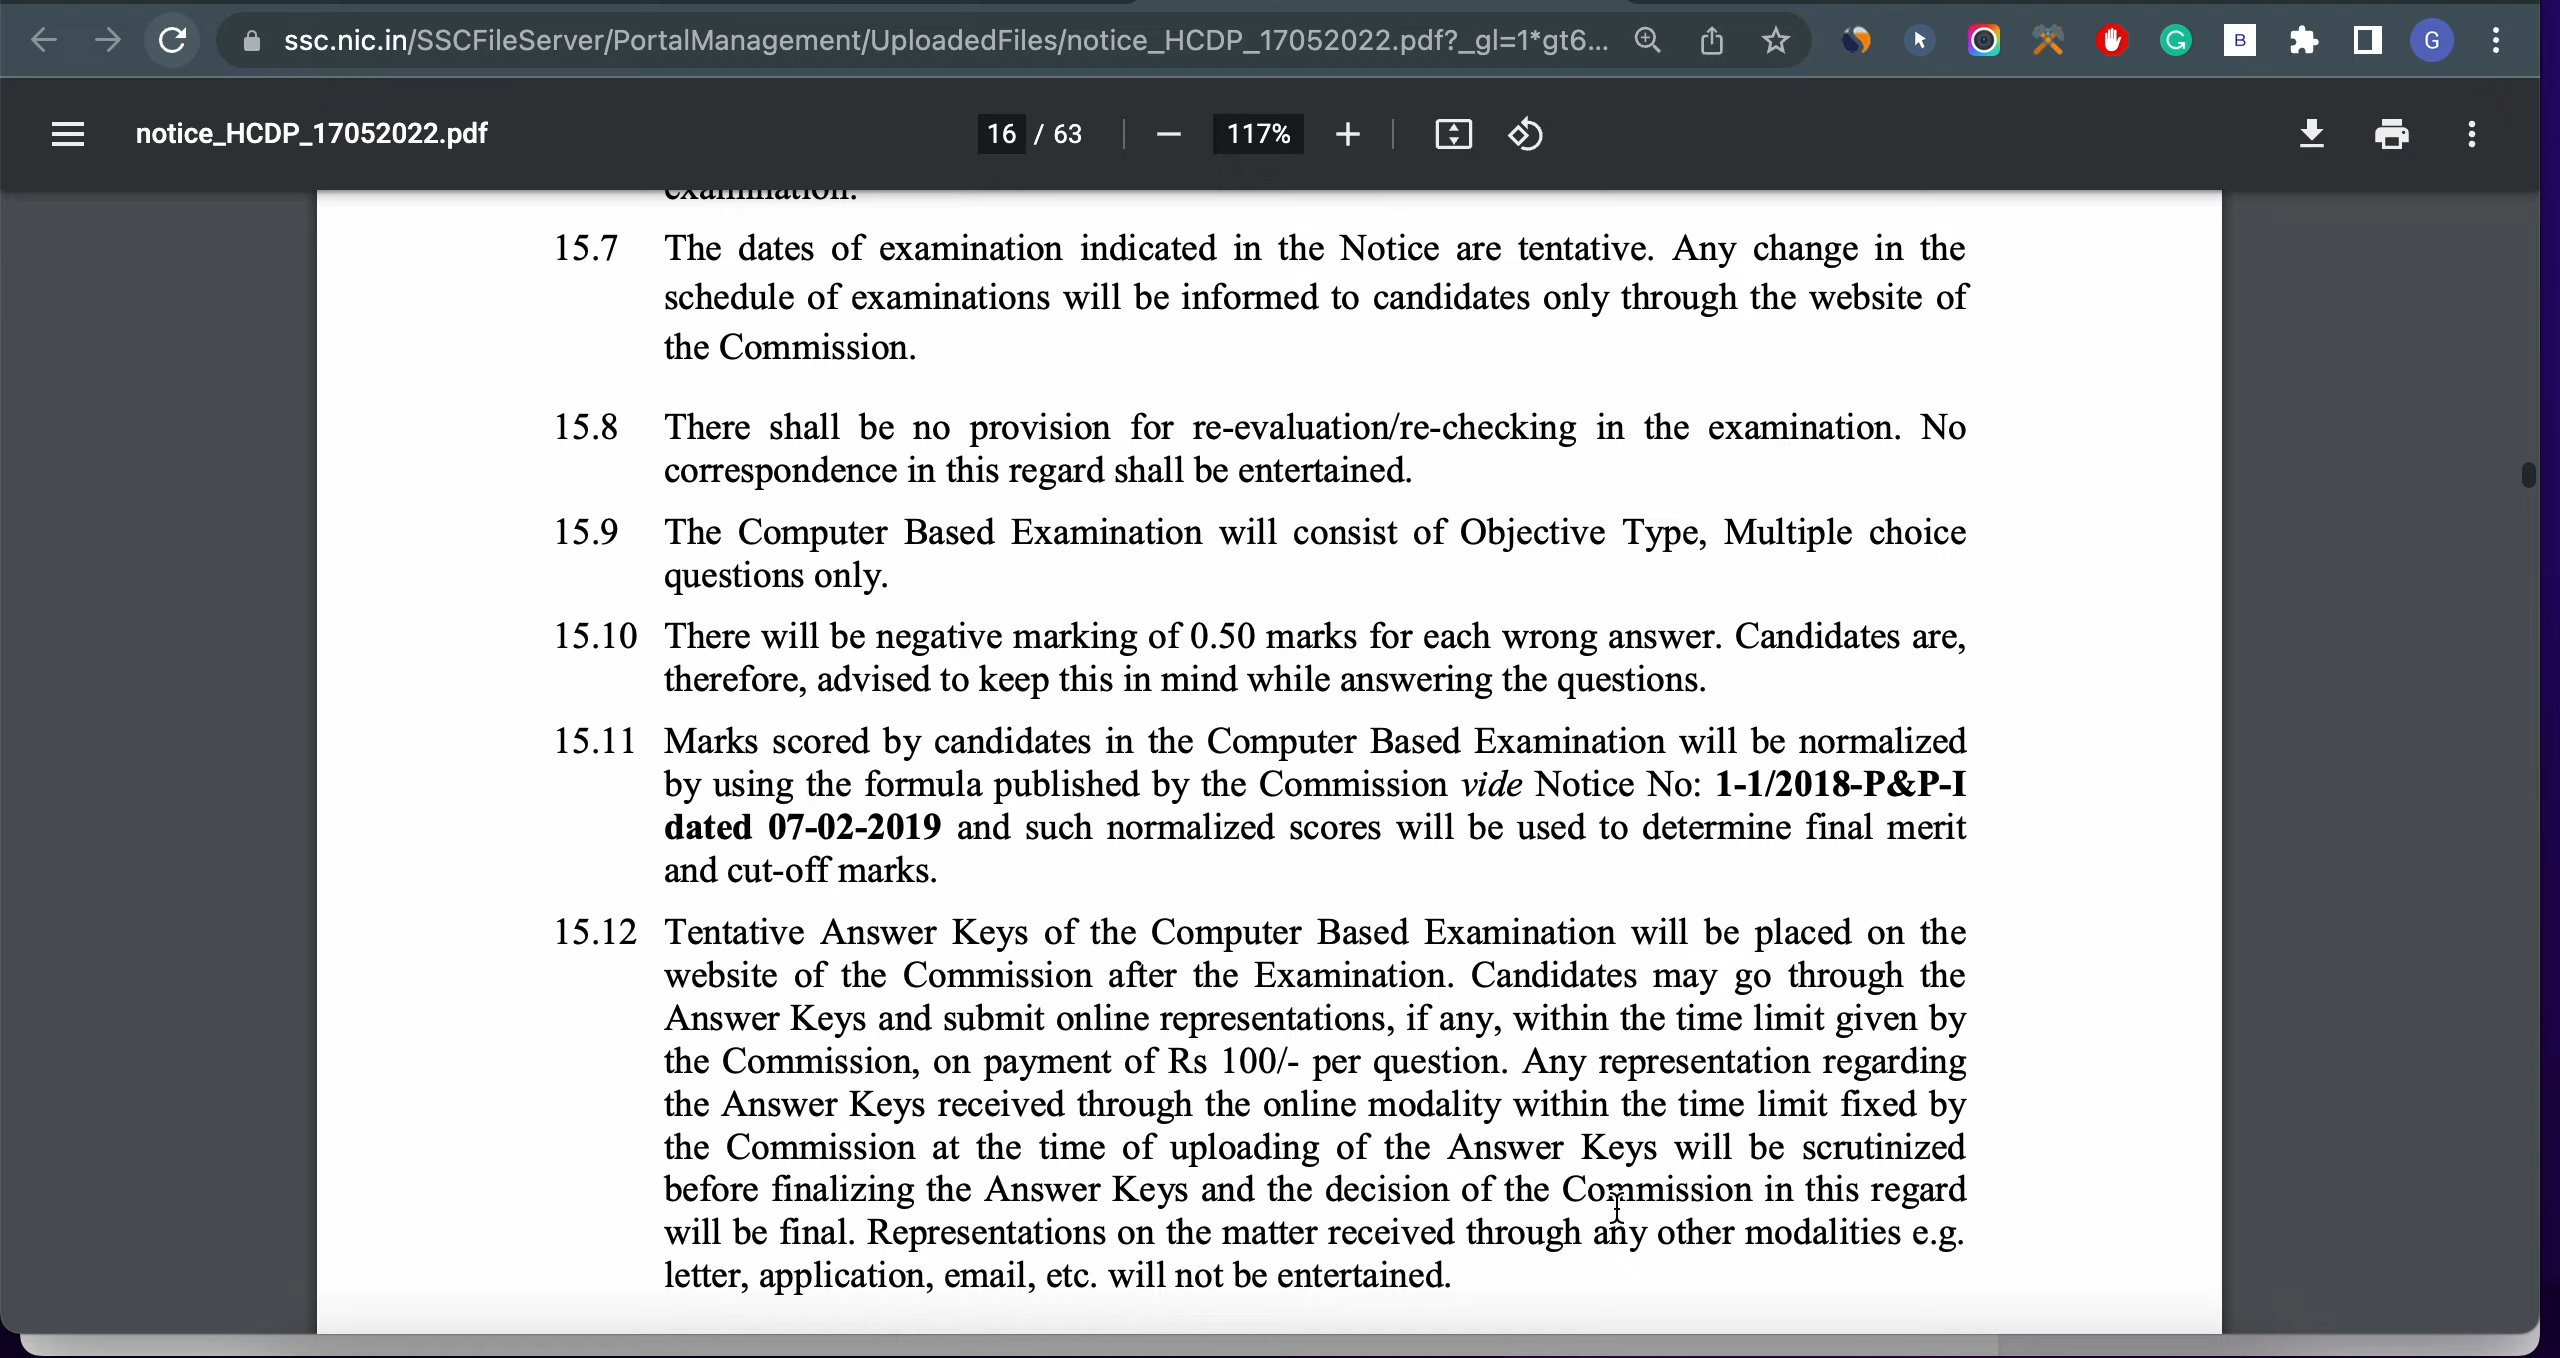 ssc.nic.in/SSCFileServer/PortalManagement/UploadedFiles/notice_HCDP_17052022.pdf?_gl=1*gt6...
B
G
notice_HCDP_17052022.pdf
16 / 63
117%
examination.
15.7 The dates of examination indicated in the Notice are tentative. Any change in the
schedule of examinations will be informed to candidates only through the website of
the Commission.
15.8 There shall be no provision for re-evaluation/re-checking in the examination. No
correspondence in this regard shall be entertained.
15.9 The Computer Based Examination will consist of Objective Type, Multiple choice
questions only.
15.10 There will be negative marking of 0.50 marks for each wrong answer. Candidates are,
therefore, advised to keep this in mind while answering the questions.
15.11 Marks scored by candidates in the Computer Based Examination will be normalized
by using the formula published by the Commission vide Notice No: 1-1/2018-P&P-I
dated 07-02-2019 and such normalized scores will be used to determine final merit
and cut-off marks.
15.12 Tentative Answer Keys of the Computer Based Examination will be placed on the
website of the Commission after the Examination. Candidates may go through the
Answer Keys and submit online representations, if any, within the time limit given by
the Commission, on payment of Rs 100/- per question. Any representation regarding
the Answer Keys received through the online modality within the time limit fixed by
the Commission at the time of uploading of the Answer Keys will be scrutinized
before finalizing the Answer Keys and the decision of the Commission in this regard
will be final. Representations on the matter received through any other modalities e.g.
letter, application, email, etc. will not be entertained.